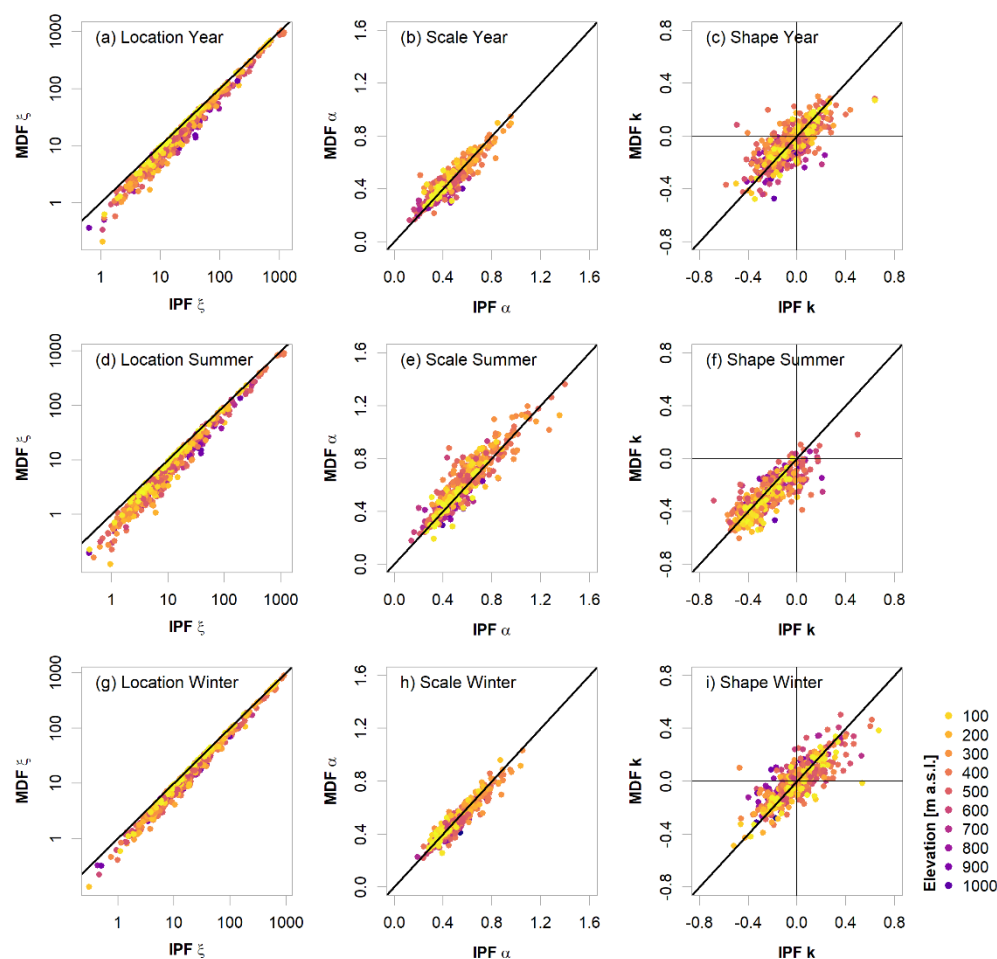 (a) Location Year
MDF ξ
1 10 100 1000
1 10 100 1000
IPF ξ
(b) Scale Year
MDF α
0.0 0.4 0.8 1.2 1.6
0.0 0.4 0.8 1.2 1.6
IPF α
(c) Shape Year
MDF k
-0.8 -0.4 0.0 0.4 0.8
-0.8 -0.4 0.0 0.4 0.8
IPF k
(d) Location Summer
MDF ξ
1 10 100 1000
1 10 100 1000
IPF ξ
(e) Scale Summer
MDF α
0.0 0.4 0.8 1.2 1.6
0.0 0.4 0.8 1.2 1.6
IPF α
(f) Shape Summer
MDF k
-0.8 -0.4 0.0 0.4 0.8
-0.8 -0.4 0.0 0.4 0.8
IPF k
(g) Location Winter
MDF ξ
1 10 100 1000
1 10 100 1000
IPF ξ
h) Scale Winter
MDF α
0.0 0.4 0.8 1.2 1.6
0.0 0.4 0.8 1.2 1.6
IPF α
i) Shape Winter
MDF k
-0.8 -0.4 0.0 0.4 0.8
-0.8 -0.4 0.0 0.4 0.8
IPF k
Elevation [m a.s.l.]
100
200
300
400
500
600
700
800
900
1000